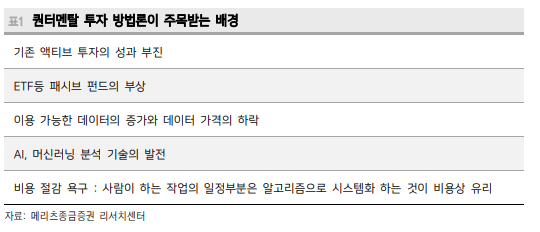 표1 퀀터멘탈 투자 방법론이 주목받는 배경
기존 액티브 투자의 성과 부진
ETF등 패시브 펀드의 부상
이용 가능한 데이터의 증가와 데이터 가격의 하락
AI, 머신러닝 분석 기술의 발전
비용 절감 욕구 : 사람이 하는 작업의 일정부분은 알고리즘으로 시스템화 하는 것이 비용상 유리
자료: 메리츠종금증권 리서치센터